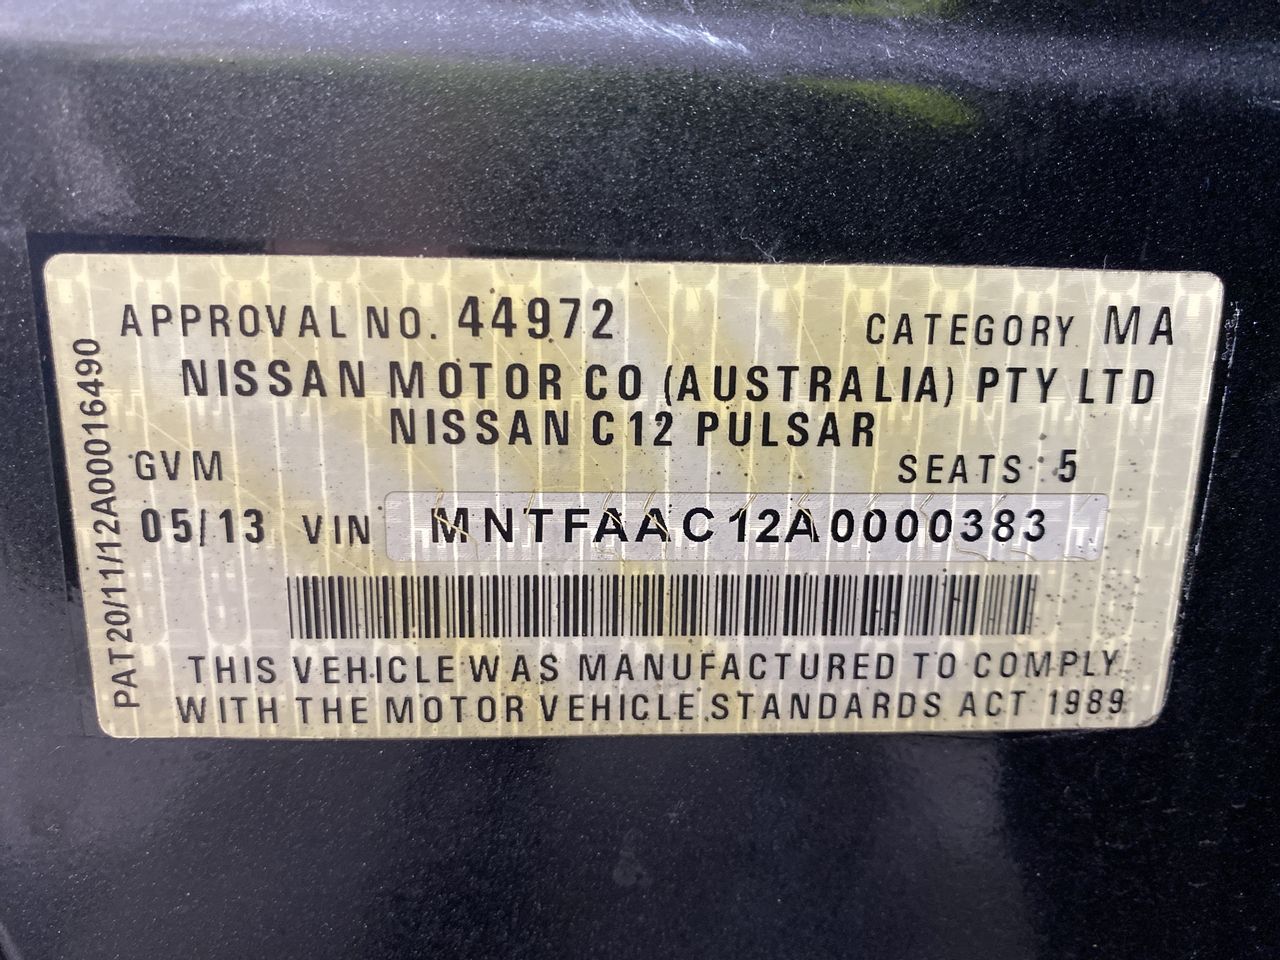 APPROVAL NO. 44972 CATEGORY MA
NISSAN MOTOR CO (AUSTRALIA) PTY LTD
NISSAN C12 PULSAR
GVM SEATS 5
05/13 VIN MNTFAAC12A0000383
THIS VEHICLE WAS MANUFACTURED TO COMPLY
WITH THE MOTOR VEHICLE STANDARDS ACT 1989
PAT20/11/12A00016490